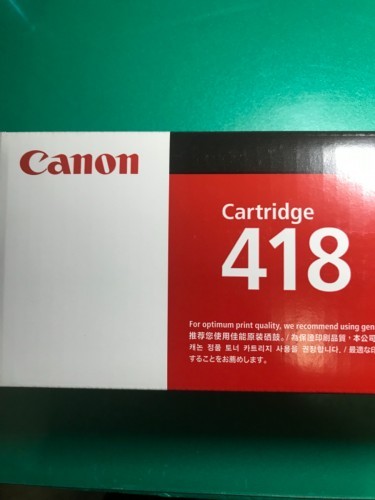 Canon
Cartridge
418
For optimum print quality, we recommend using
推荐您使用佳能原装硒鼓。/ 為保證印刷品質,本公司
캐논 정품 토너 카트리지 사용을 권장합니다. / 最適な印
することをお薦めします。